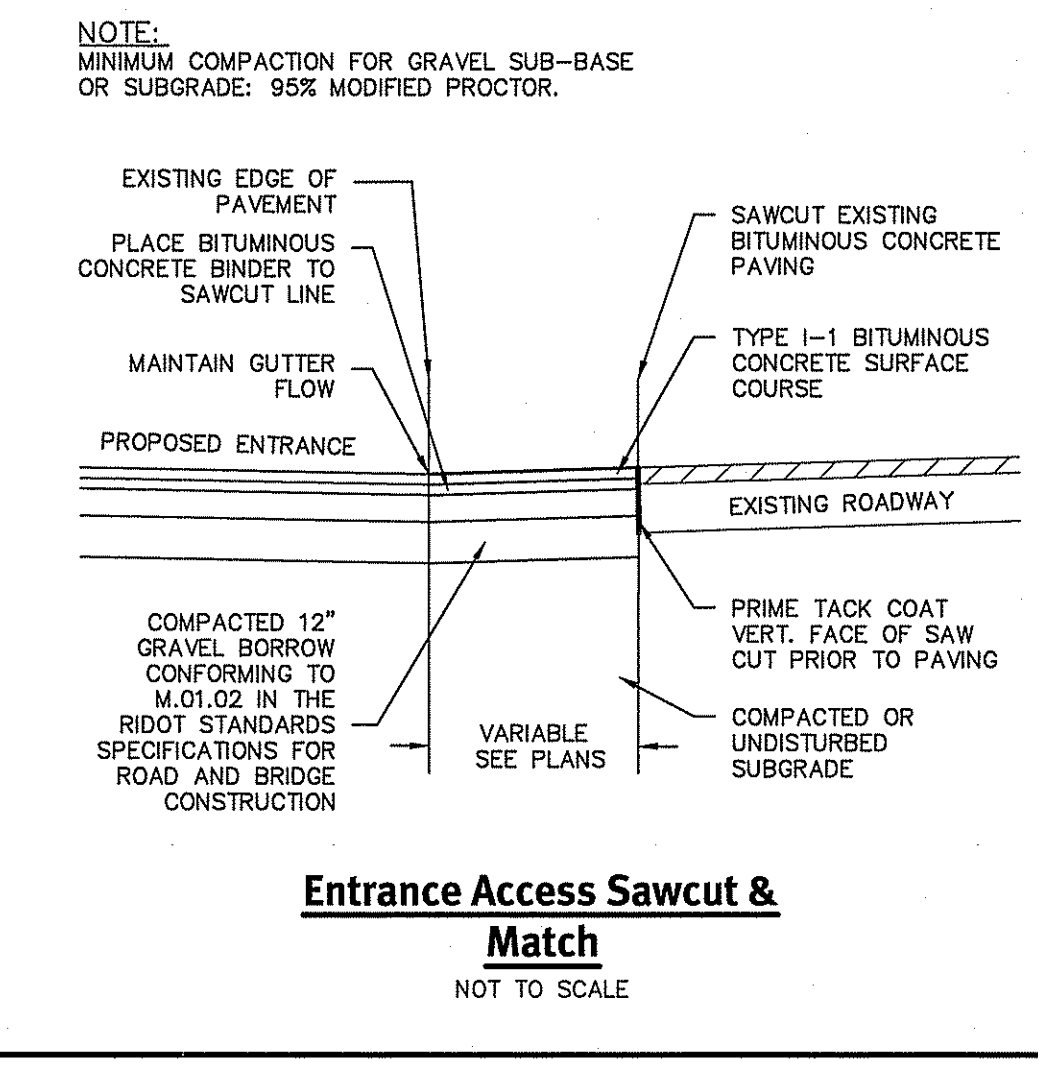 NOTE:
MINIMUM COMPACTION FOR GRAVEL SUB-BASE
OR SUBGRADE: 95% MODIFIED PROCTOR.
EXISTING EDGE OF
PAVEMENT
PLACE BITUMINOUS
CONCRETE BINDER TO
SAWCUT LINE
MAINTAIN GUTTER
FLOW
SAWCUT EXISTING
BITUMINOUS CONCRETE
PAVING
TYPE I-1 BITUMINOUS
CONCRETE SURFACE
COURSE
PROPOSED ENTRANCE
EXISTING ROADWAY
COMPACTED 12"
GRAVEL BORROW
CONFORMING TO
M.01.02 IN THE
RIDOT STANDARDS
SPECIFICATIONS FOR
ROAD AND BRIDGE
CONSTRUCTION
VARIABLE
SEE PLANS
PRIME TACK COAT
VERT. FACE OF SAW
CUT PRIOR TO PAVING
COMPACTED OR
UNDISTURBED
SUBGRADE
Entrance Access Sawcut &
Match
NOT TO SCALE